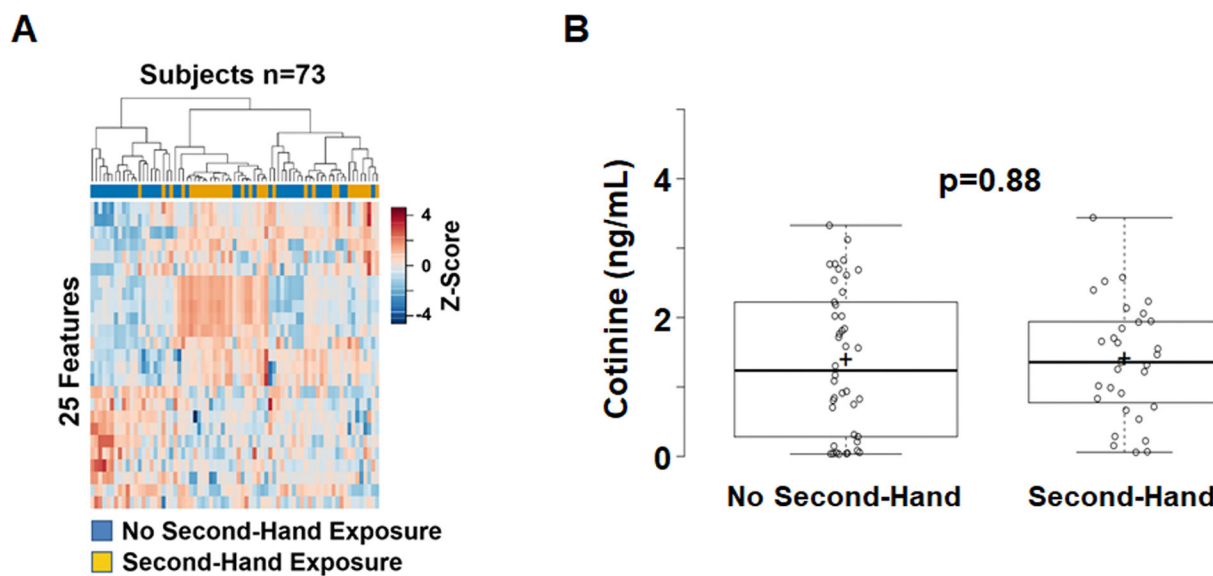 A
Subjects n=73
25 Features
4
0
-4
Z-Score
No Second-Hand Exposure
Second-Hand Exposure
B
Cotinine (ng/mL)
4
2
0
p=0.88
No Second-Hand
Second-Hand